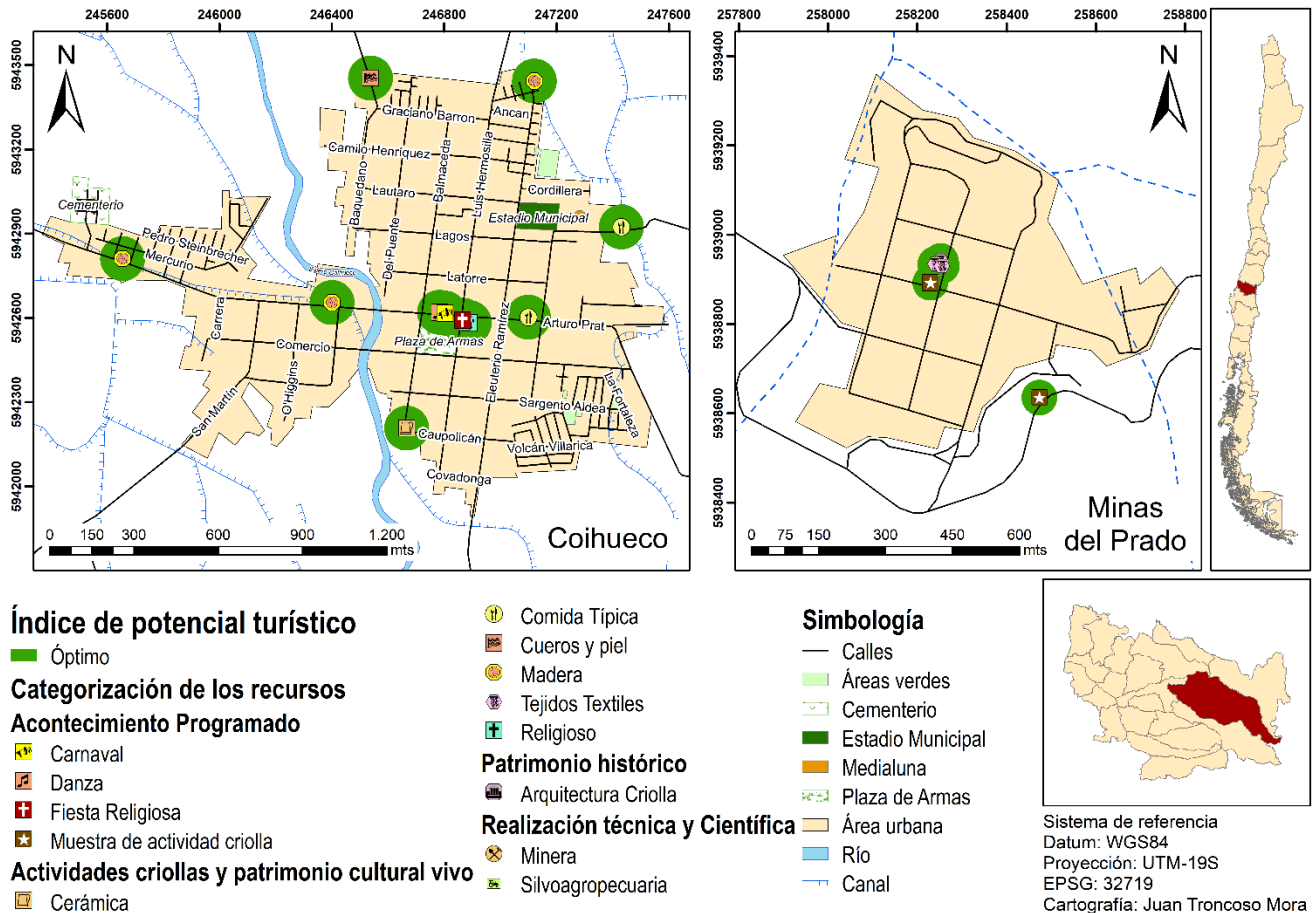 246000
246400
246800
247200
247600
245600
5943500
5943200
5942900
5942600
5942300
5942000
N
Graciano Barron
Ancan
Camilo Henríquez
Baquedano
Balmaceda
Luis Hermosilla
Lautaro
Cordillera
Cementerio
Estadio Municipal
Pedro Steinbrecher
Lagos
Mercurio
Del Puente
Latorre
Carrera
Arturo Prat
Plaza de Armas
Comercio
Eleuterio Ramírez
O'Higgins
San Martín
Sargento Aldea
La Fortaleza
Caupolicán
Volcán Villarica
Covadonga
0 150 300 600 900 1.200
mts
Coihueco
257800
258000
258200
258400
258600
258800
5939400
5939200
5939000
5938800
5938600
5938400
N
0 75 150 300 450 600
mts
Minas
del Prado
Índice de potencial turístico
Óptimo
Categorización de los recursos
Acontecimiento Programado
Carnaval
Danza
Fiesta Religiosa
Muestra de actividad criolla
Actividades criollas y patrimonio cultural vivo
Cerámica
Comida Típica
Cueros y piel
Madera
Tejidos Textiles
Religioso
Patrimonio histórico
Arquitectura Criolla
Realización técnica y Científica
Minera
Silvoagropecuaria
Simbología
Calles
Áreas verdes
Cementerio
Estadio Municipal
Medialuna
Plaza de Armas
Área urbana
Río
Canal
Sistema de referencia
Datum: WGS84
Proyección: UTM-19S
EPSG: 32719
Cartografía: Juan Troncoso Mora